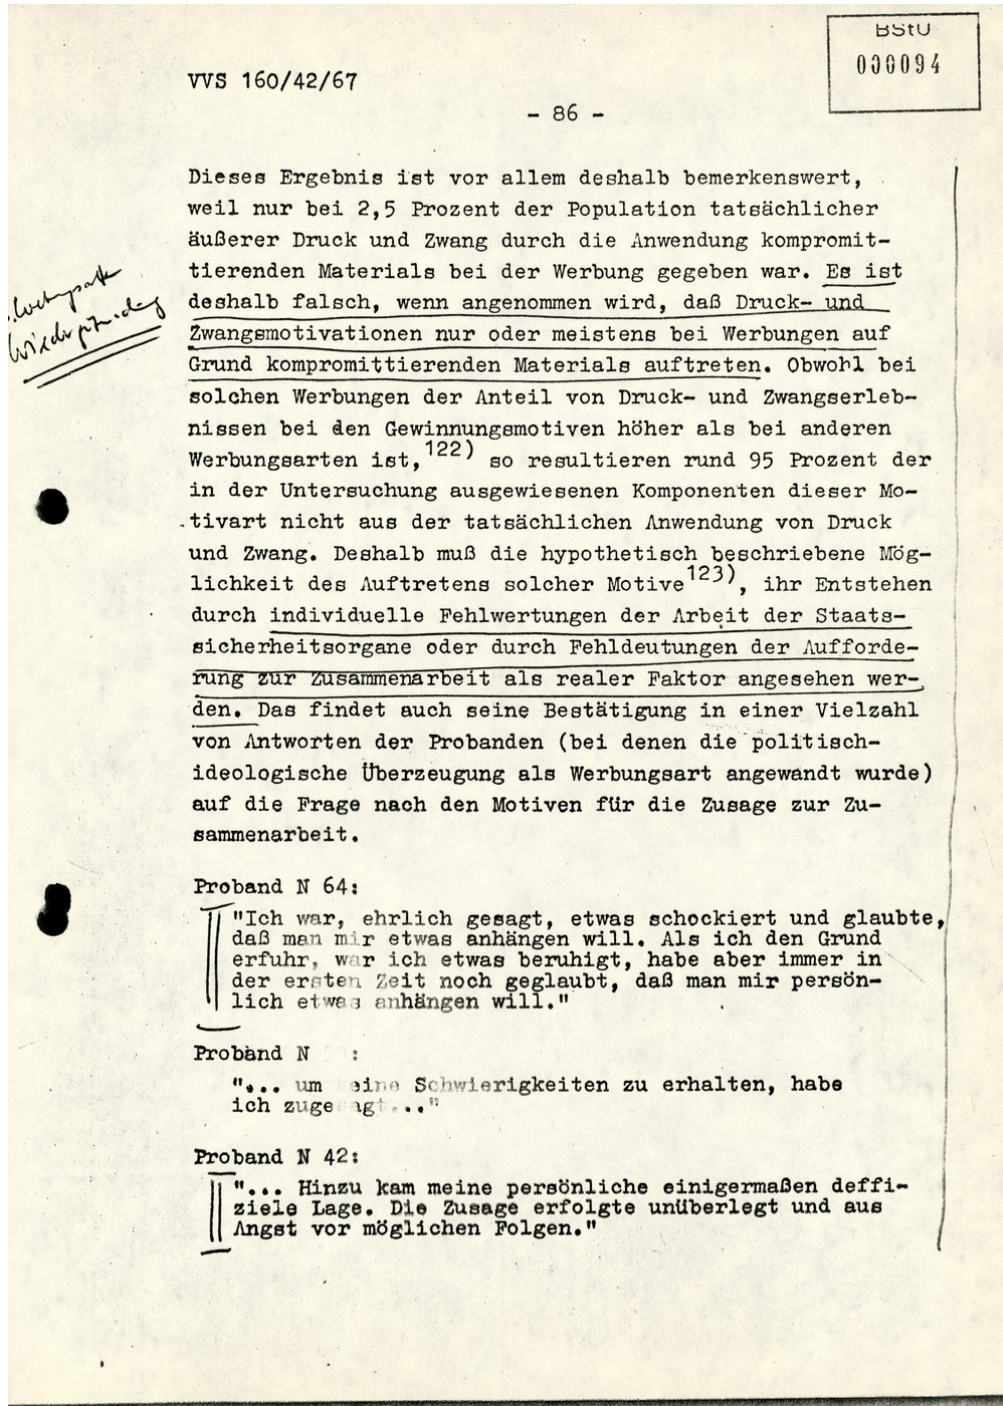 BStU
000094
VVS 160/42/67
- 86 -
Dieses Ergebnis ist vor allem deshalb bemerkenswert,
weil nur bei 2,5 Prozent der Population tatsächlicher
äußerer Druck und Zwang durch die Anwendung kompromit-
tierenden Materials bei der Werbung gegeben war. Es ist
deshalb falsch, wenn angenommen wird, daß Druck- und
Zwangsmotivationen nur oder meistens bei Werbungen auf
Grund kompromittierenden Materials auftreten. Obwohl bei
solchen Werbungen der Anteil von Druck- und Zwangserleb-
nissen bei den Gewinnungsmotiven höher als bei anderen
Werbungsarten ist,122) so resultieren rund 95 Prozent der
in der Untersuchung ausgewiesenen Komponenten dieser Mo-
tivart nicht aus der tatsächlichen Anwendung von Druck
und Zwang. Deshalb muß die hypothetisch beschriebene Mög-
lichkeit des Auftretens solcher Motive123), ihr Entstehen
durch individuelle Fehlwertungen der Arbeit der Staats-
sicherheitsorgane oder durch Fehldeutungen der Aufforde-
rung zur Zusammenarbeit als realer Faktor angesehen wer-
den. Das findet auch seine Bestätigung in einer Vielzahl
von Antworten der Probanden (bei denen die politisch-
ideologische Überzeugung als Werbungsart angewandt wurde)
auf die Frage nach den Motiven für die Zusage zur Zu-
sammenarbeit.
Proband N 64:
"Ich war, ehrlich gesagt, etwas schockiert und glaubte,
daß man mir etwas anhängen will. Als ich den Grund
erfuhr, war ich etwas beruhigt, habe aber immer in
der ersten Zeit noch geglaubt, daß man mir persön-
lich etwas anhängen will."
Proband N :
"... um eine Schwierigkeiten zu erhalten, habe
ich zugesagt..."
Proband N 42:
"... Hinzu kam meine persönliche einigermaßen deffi-
ziele Lage. Die Zusage erfolgte unüberlegt und aus
Angst vor möglichen Folgen."